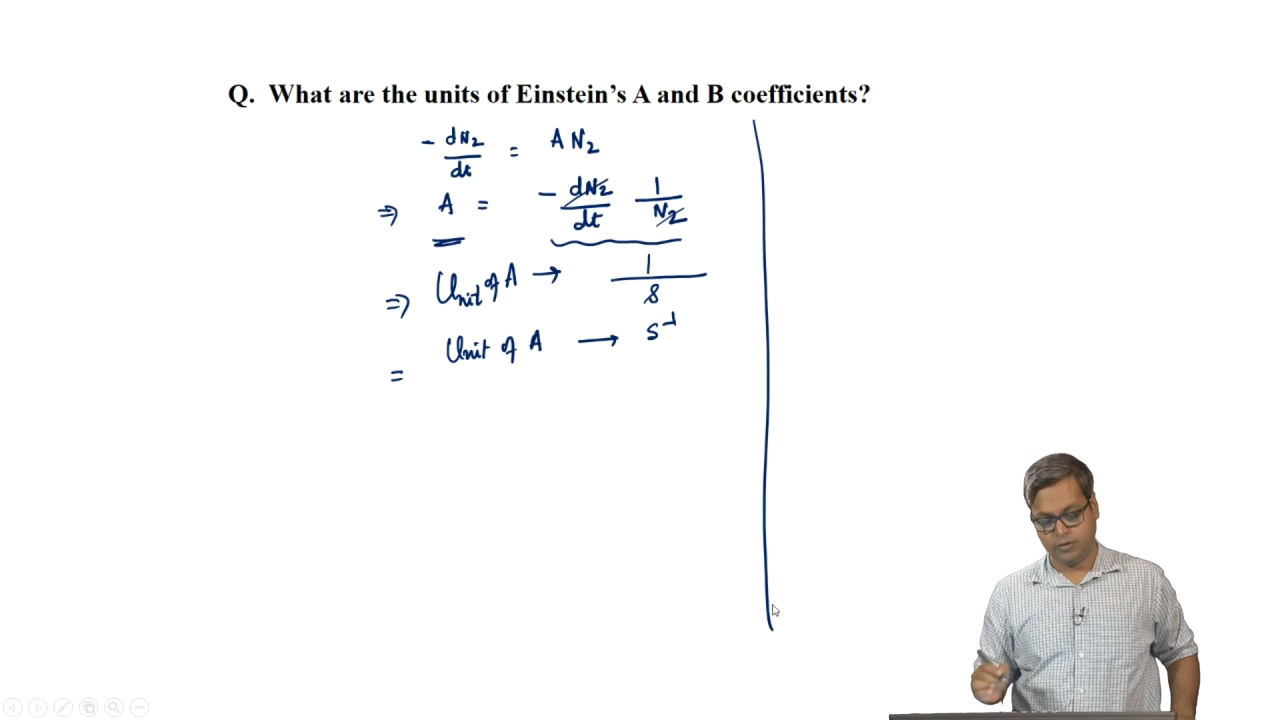 Q. What are the units of Einstein's A and B coefficients?
- dN₂/dt = A N₂
⇒ A = - dN₂/dt 1/N₂
⇒ Unit of A → 1/s
Unit of A → s⁻¹
=